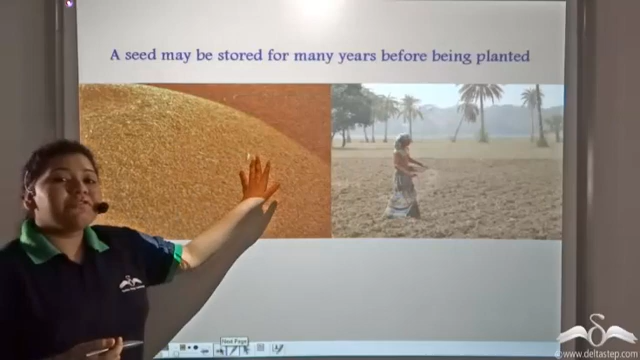 A seed may be stored for many years before being planted
Next Page
©www.deltastep.com